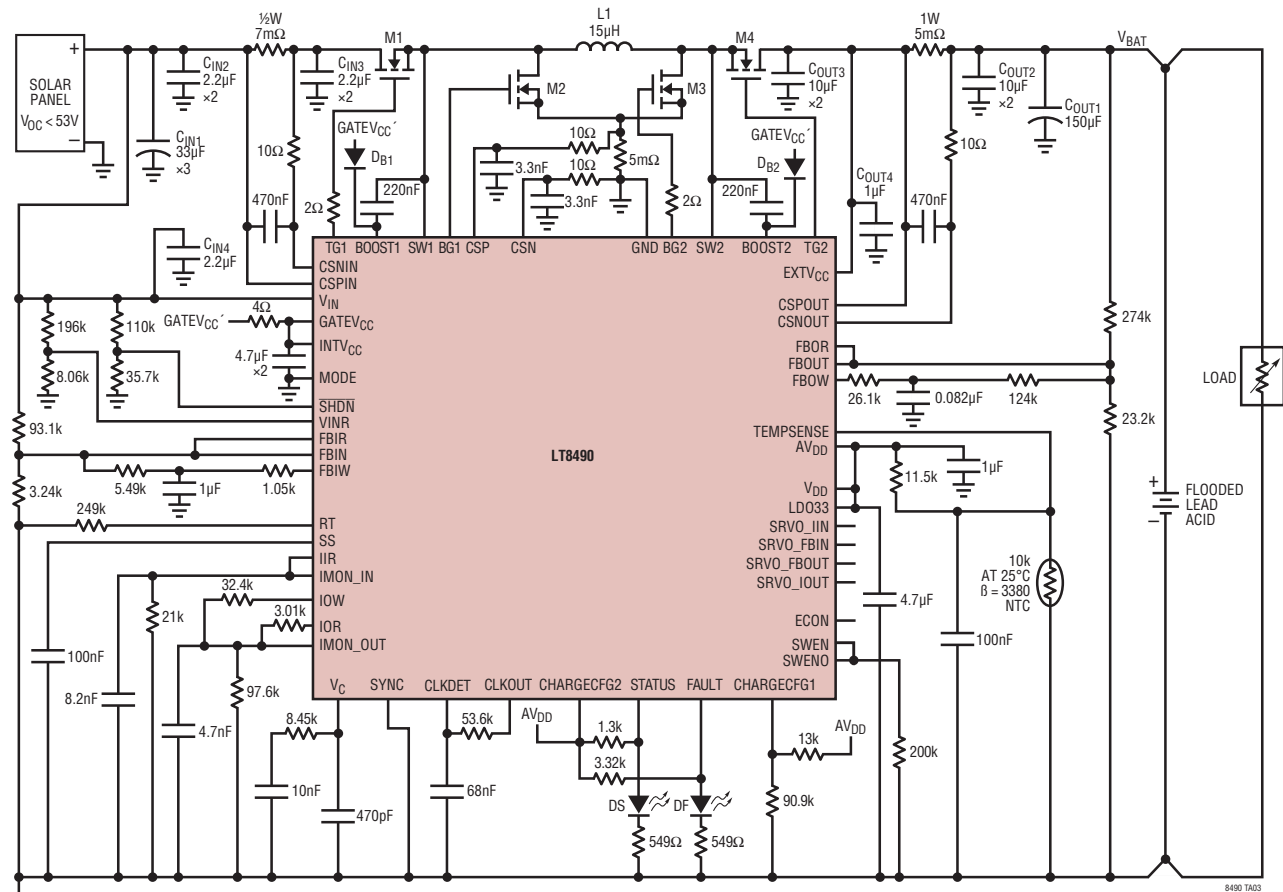 SOLAR
PANEL
VOC < 53V
+
–
CIN1
33µF
×3
CIN2
2.2µF
×2
½W
7mΩ
CIN3
2.2µF
×2
M1
L1
15µH
M4
1W
5mΩ
VBAT
M2
M3
COUT3
10µF
×2
COUT2
10µF
×2
COUT1
150µF
10Ω
470nF
CIN4
2.2µF
2Ω
GATEVCC´
DB1
220nF
10Ω
3.3nF
10Ω
3.3nF
5mΩ
2Ω
GATEVCC´
DB2
220nF
COUT4
1µF
470nF
10Ω
TG1
BOOST1
SW1
BG1
CSP
CSN
GND
BG2
SW2
BOOST2
TG2
CSNIN
CSPIN
VIN
GATEVCC
INTVCC
MODE
SHDN
VINR
FBIR
FBIN
FBIW
RT
SS
IIR
IMON_IN
IOW
IOR
IMON_OUT
LT8490
EXTVCC
CSPOUT
CSNOUT
FBOR
FBOUT
FBOW
TEMPSENSE
AVDD
VDD
LDO33
SRVO_IIN
SRVO_FBIN
SRVO_FBOUT
SRVO_IOUT
ECON
SWEN
SWENO
VC
SYNC
CLKDET
CLKOUT
CHARGECFG2
STATUS
FAULT
CHARGECFG1
196k
110k
GATEVCC´
4Ω
4.7µF
×2
8.06k
35.7k
93.1k
3.24k
5.49k
1µF
1.05k
249k
32.4k
21k
3.01k
100nF
8.2nF
4.7nF
97.6k
8.45k
10nF
470pF
53.6k
68nF
AVDD
1.3k
3.32k
DS
DF
549Ω
549Ω
13k
AVDD
90.9k
200k
4.7µF
100nF
11.5k
1µF
26.1k
0.082µF
124k
274k
23.2k
10k
AT 25°C
ß = 3380
NTC
+
–
FLOODED
LEAD
ACID
LOAD
8490 TA03